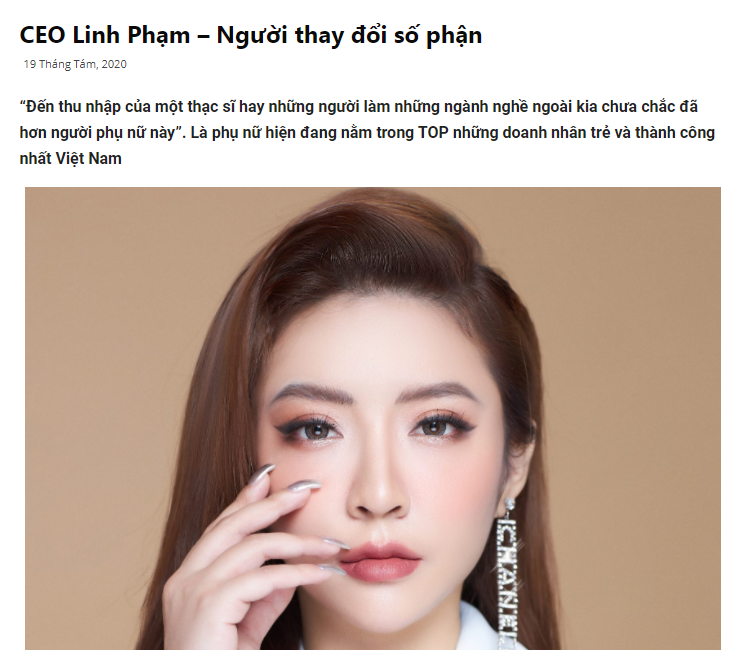 CEO Linh Phạm – Người thay đổi số phận
19 Tháng Tám, 2020
“Đến thu nhập của một thạc sĩ hay những người làm những ngành nghề ngoài kia chưa chắc đã
hơn người phụ nữ này”. Là phụ nữ hiện đang nằm trong TOP những doanh nhân trẻ và thành công
nhất Việt Nam
CHANEL